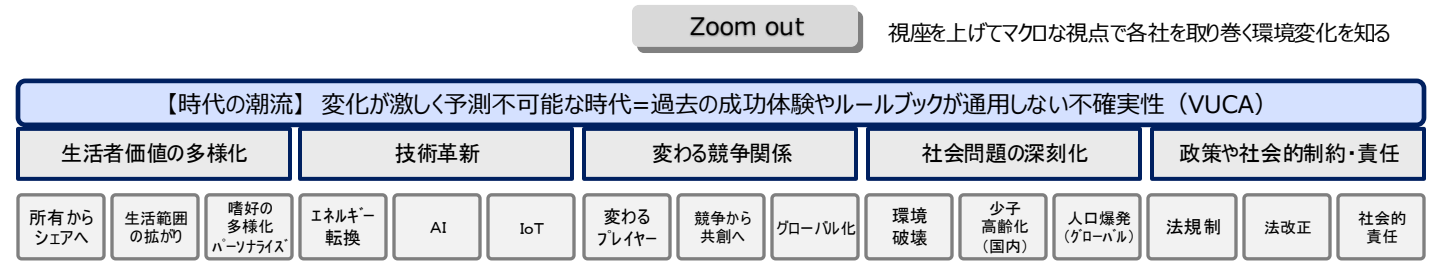 Zoom out
視座を上げてマクロな視点で各社を取り巻く環境変化を知る
【時代の潮流】 変化が激しく予測不可能な時代=過去の成功体験やルールブックが通用しない不確実性（VUCA）
生活者価値の多様化
技術革新
変わる競争関係
社会問題の深刻化
政策や社会的制約・責任
所有から
シェアへ
生活範囲
の拡がり
嗜好の
多様化
パーソナライズ
エネルギー
転換
AI
IoT
変わる
プレイヤー
競争から
共創へ
グローバル化
環境
破壊
少子
高齢化
（国内）
人口爆発
（グローバル）
法規制
法改正
社会的
責任